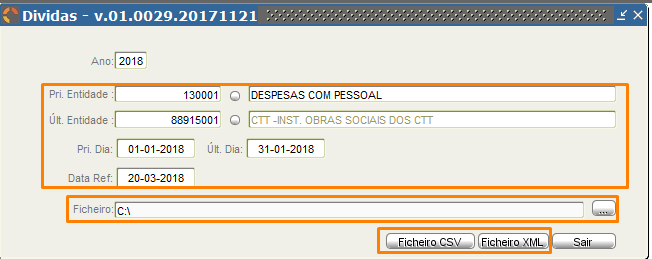 Dividas - v.01.0029.20171121
Ano: 2018
Pri. Entidade : 130001 DESPESAS COM PESSOAL
Últ. Entidade : 88915001 CTT -INST. OBRAS SOCIAIS DOS CTT
Pri. Dia: 01-01-2018 Últ. Dia: 31-01-2018
Data Ref: 20-03-2018
Ficheiro: C:\ ...
Ficheiro CSV Ficheiro XML Sair